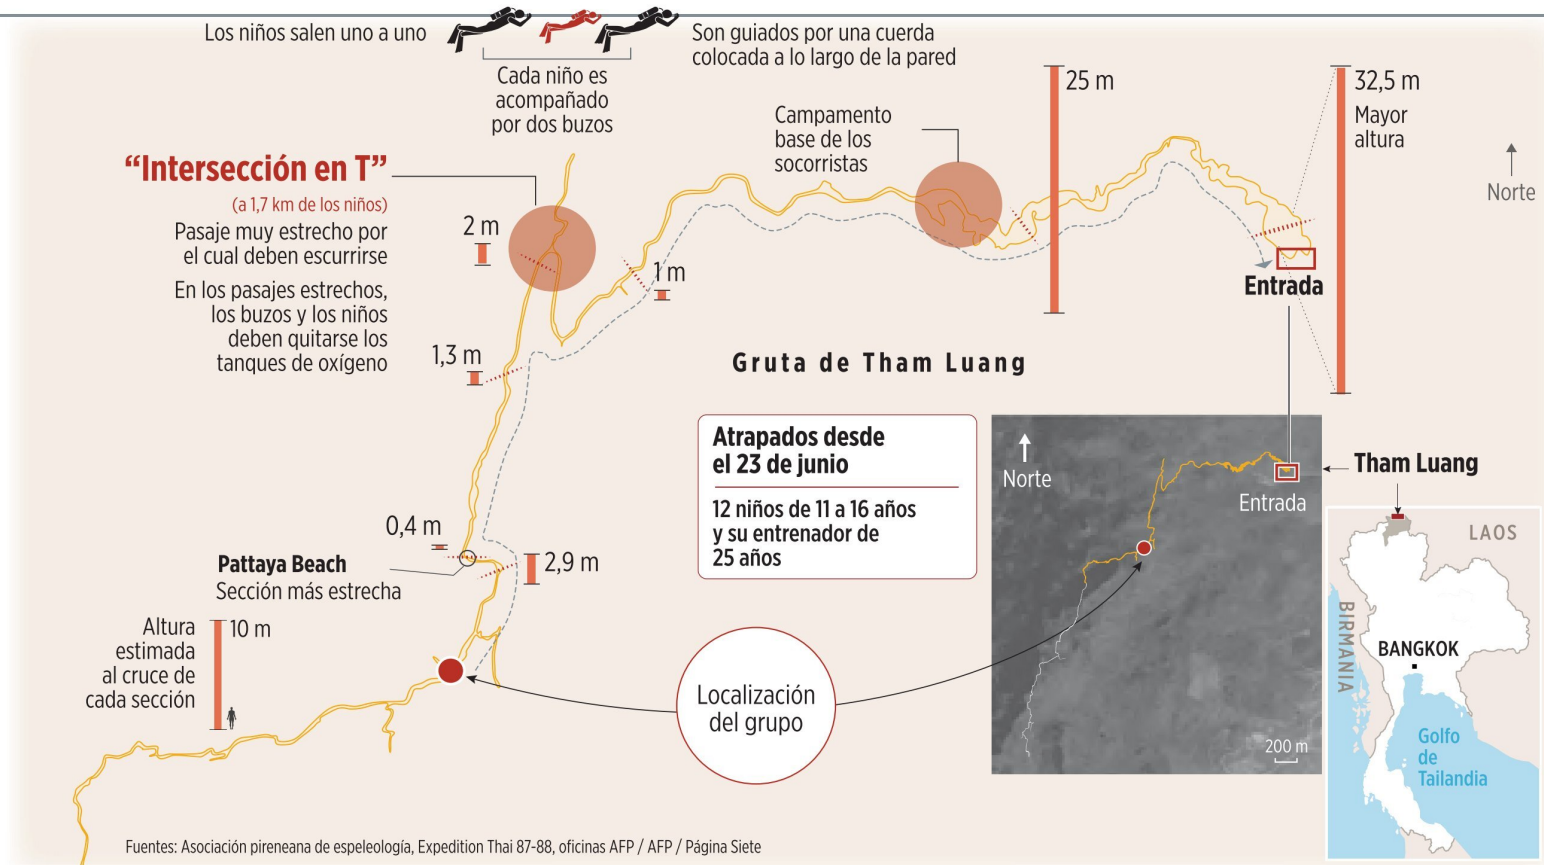 Los niños salen uno a uno
Son guiados por una cuerda
colocada a lo largo de la pared
Cada niño es
acompañado
por dos buzos
25 m
32,5 m
Mayor
altura
Campamento
base de los
socorristas
Norte
“Intersección en T”
(a 1,7 km de los niños)
Pasaje muy estrecho por
el cual deben escurrirse
En los pasajes estrechos,
los buzos y los niños
deben quitarse los
tanques de oxígeno
2 m
1 m
1,3 m
Entrada
Gruta de Tham Luang
Atrapados desde
el 23 de junio
12 niños de 11 a 16 años
y su entrenador de
25 años
Norte
Entrada
200 m
Tham Luang
LAOS
BIRMANIA
BANGKOK
Golfo
de
Tailandia
0,4 m
Pattaya Beach
Sección más estrecha
2,9 m
Altura
estimada
al cruce de
cada sección
10 m
Localización
del grupo
Fuentes: Asociación pireneana de espeleología, Expedition Thai 87-88, oficinas AFP / AFP / Página Siete